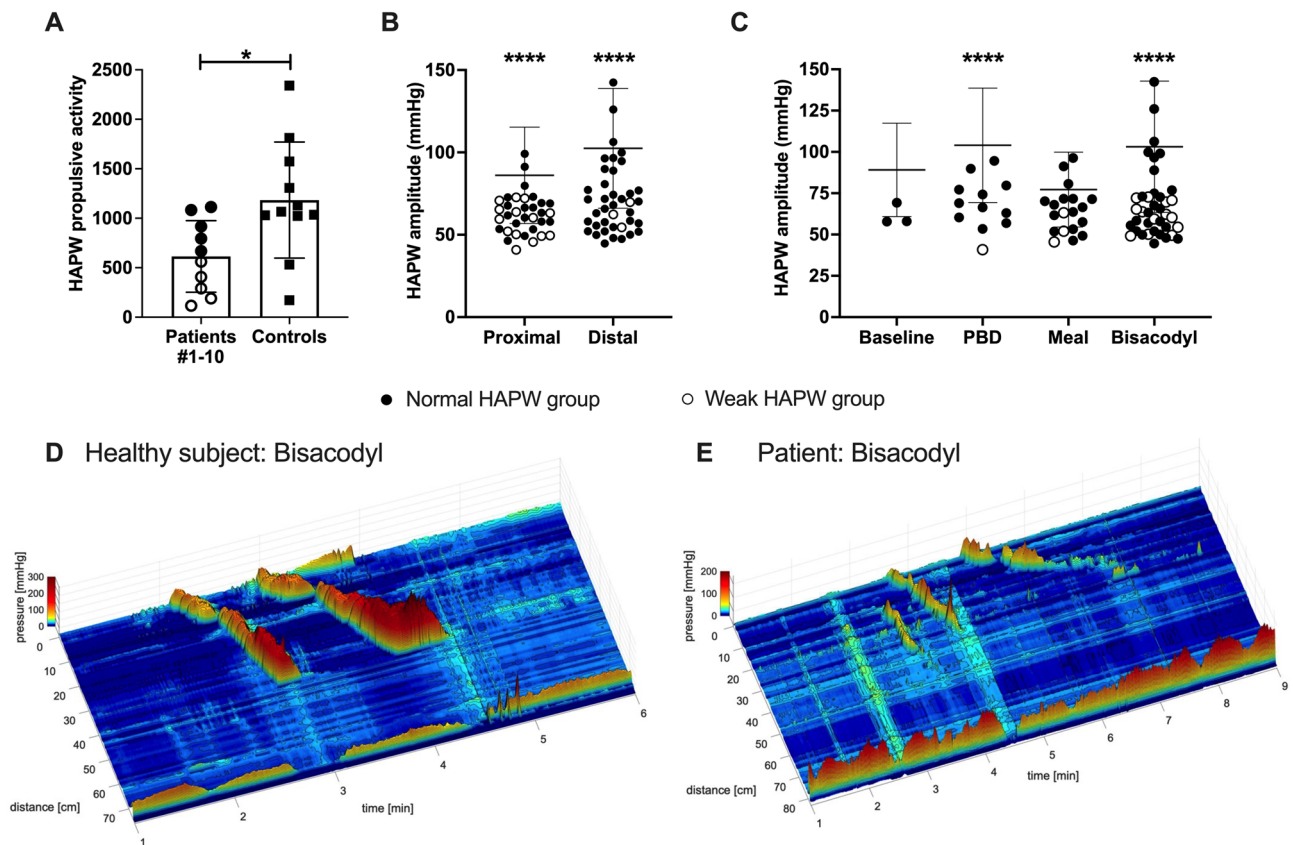 A
HAPW propulsive activity
2500
2000
1500
1000
500
0
*
Patients
#1-10
Controls
B
HAPW amplitude (mmHg)
150
100
50
0
****
****
Proximal
Distal
C
HAPW amplitude (mmHg)
150
125
100
75
50
25
0
****
****
Baseline
PBD
Meal
Bisacodyl
Normal HAPW group
Weak HAPW group
D Healthy subject: Bisacodyl
pressure [mmHg]
300
200
100
0
0
10
20
30
40
50
60
70
distance [cm]
1
2
3
4
5
6
time [min]
E Patient: Bisacodyl
pressure [mmHg]
200
100
0
0
10
20
30
40
50
60
70
80
distance [cm]
1
2
3
4
5
6
7
8
9
time [min]